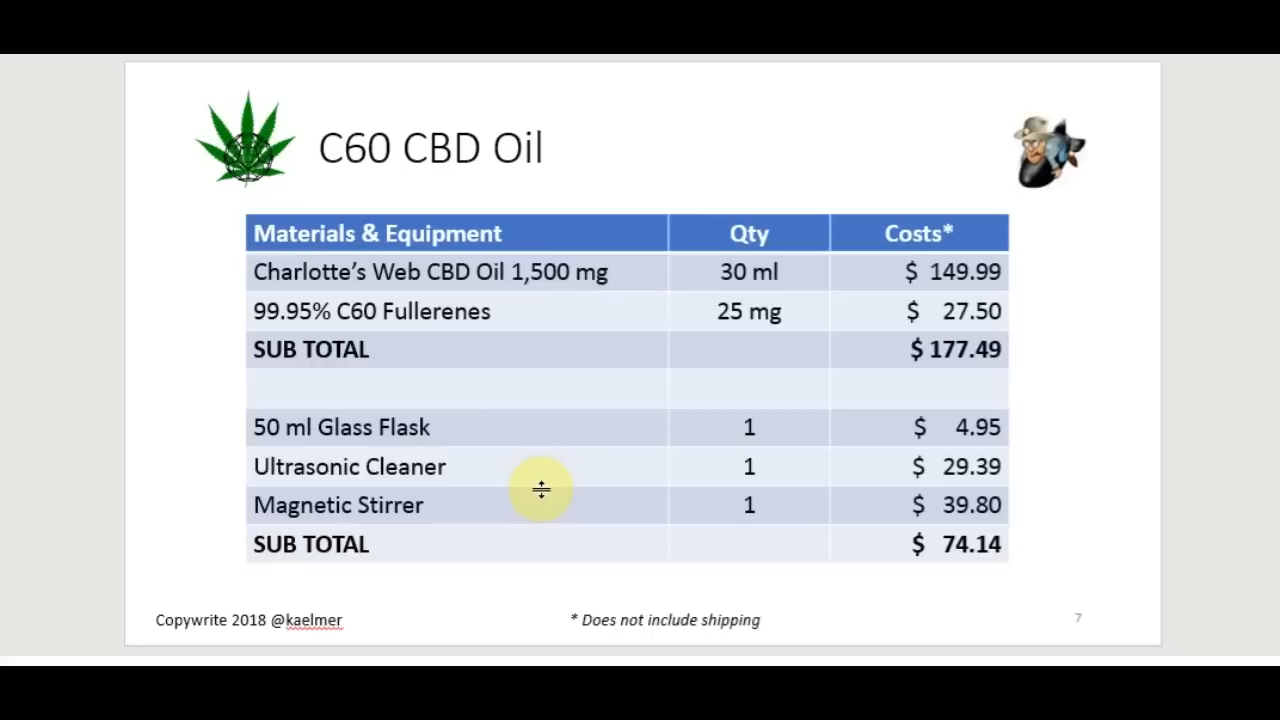 C60 CBD Oil
Materials & Equipment Qty Costs*
Charlotte's Web CBD Oil 1,500 mg 30 ml $ 149.99
99.95% C60 Fullerenes 25 mg $ 27.50
SUB TOTAL $ 177.49
50 ml Glass Flask 1 $ 4.95
Ultrasonic Cleaner 1 $ 29.39
Magnetic Stirrer 1 $ 39.80
SUB TOTAL $ 74.14
Copywrite 2018 @kaelmer * Does not include shipping 7